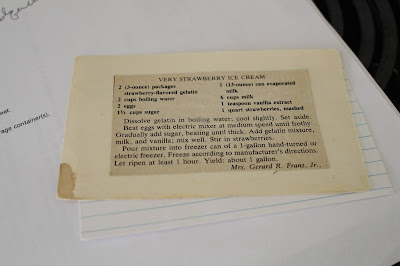 VERY STRAWBERRY ICE CREAM
2 (3-ounce) packages
strawberry-flavored gelatin
2 cups boiling water
2 eggs
1½ cups sugar
1 (13-ounce) can evaporated
milk
6 cups milk
1 teaspoon vanilla extract
1 quart strawberries, mashed
Dissolve gelatin in boiling water; cool slightly. Set aside.
Beat eggs with electric mixer at medium speed until frothy.
Gradually add sugar, beating until thick. Add gelatin mixture,
milk, and vanilla; mix well. Stir in strawberries.
Pour mixture into freezer can of a 1-gallon hand-turned or
electric freezer. Freeze according to manufacturer's directions.
Let ripen at least 1 hour. Yield: about 1 gallon.
Mrs. Gerard R. Franz, Jr.,